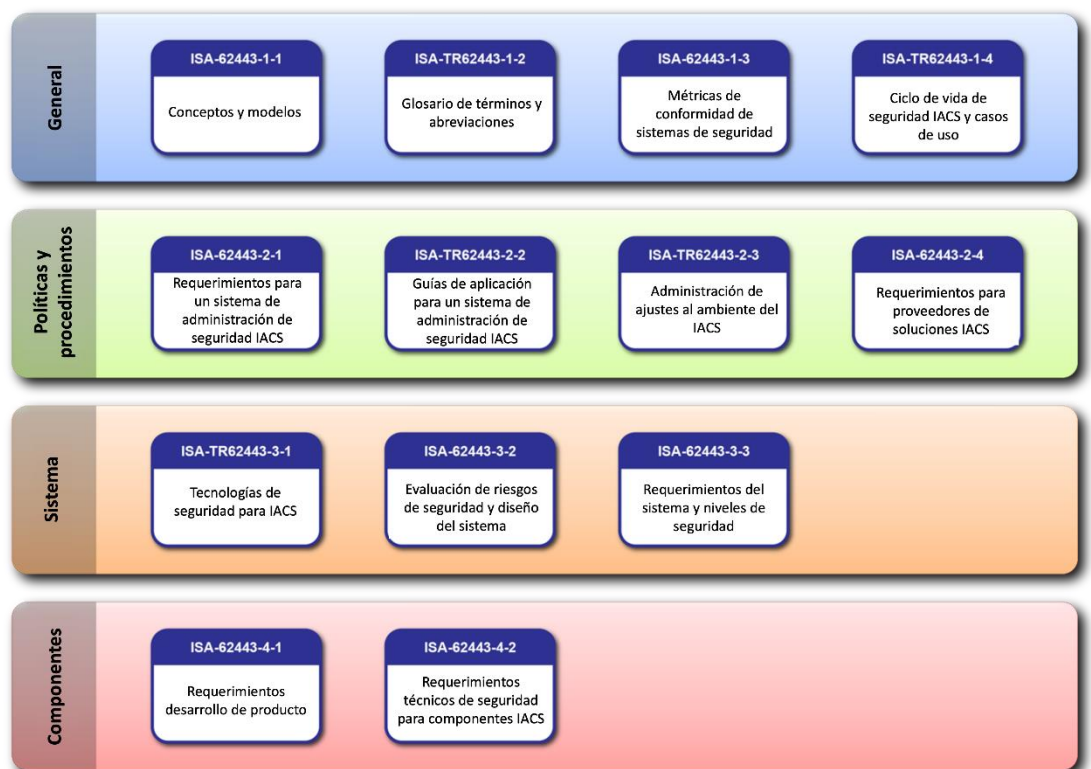 General
ISA-62443-1-1
Conceptos y modelos
ISA-TR62443-1-2
Glosario de términos y
abreviaciones
ISA-62443-1-3
Métricas de
conformidad de
sistemas de seguridad
ISA-TR62443-1-4
Ciclo de vida de
seguridad IACS y casos
de uso
Políticas y
procedimientos
ISA-62443-2-1
Requerimientos para
un sistema de
administración de
seguridad IACS
ISA-TR62443-2-2
Guías de aplicación
para un sistema de
administración de
seguridad IACS
ISA-TR62443-2-3
Administración de
ajustes al ambiente del
IACS
ISA-62443-2-4
Requerimientos para
proveedores de
soluciones IACS
Sistema
ISA-TR62443-3-1
Tecnologías de
seguridad para IACS
ISA-62443-3-2
Evaluación de riesgos
de seguridad y diseño
del sistema
ISA-62443-3-3
Requerimientos del
sistema y niveles de
seguridad
Componentes
ISA-62443-4-1
Requerimientos
desarrollo de producto
ISA-62443-4-2
Requerimientos
técnicos de seguridad
para componentes IACS